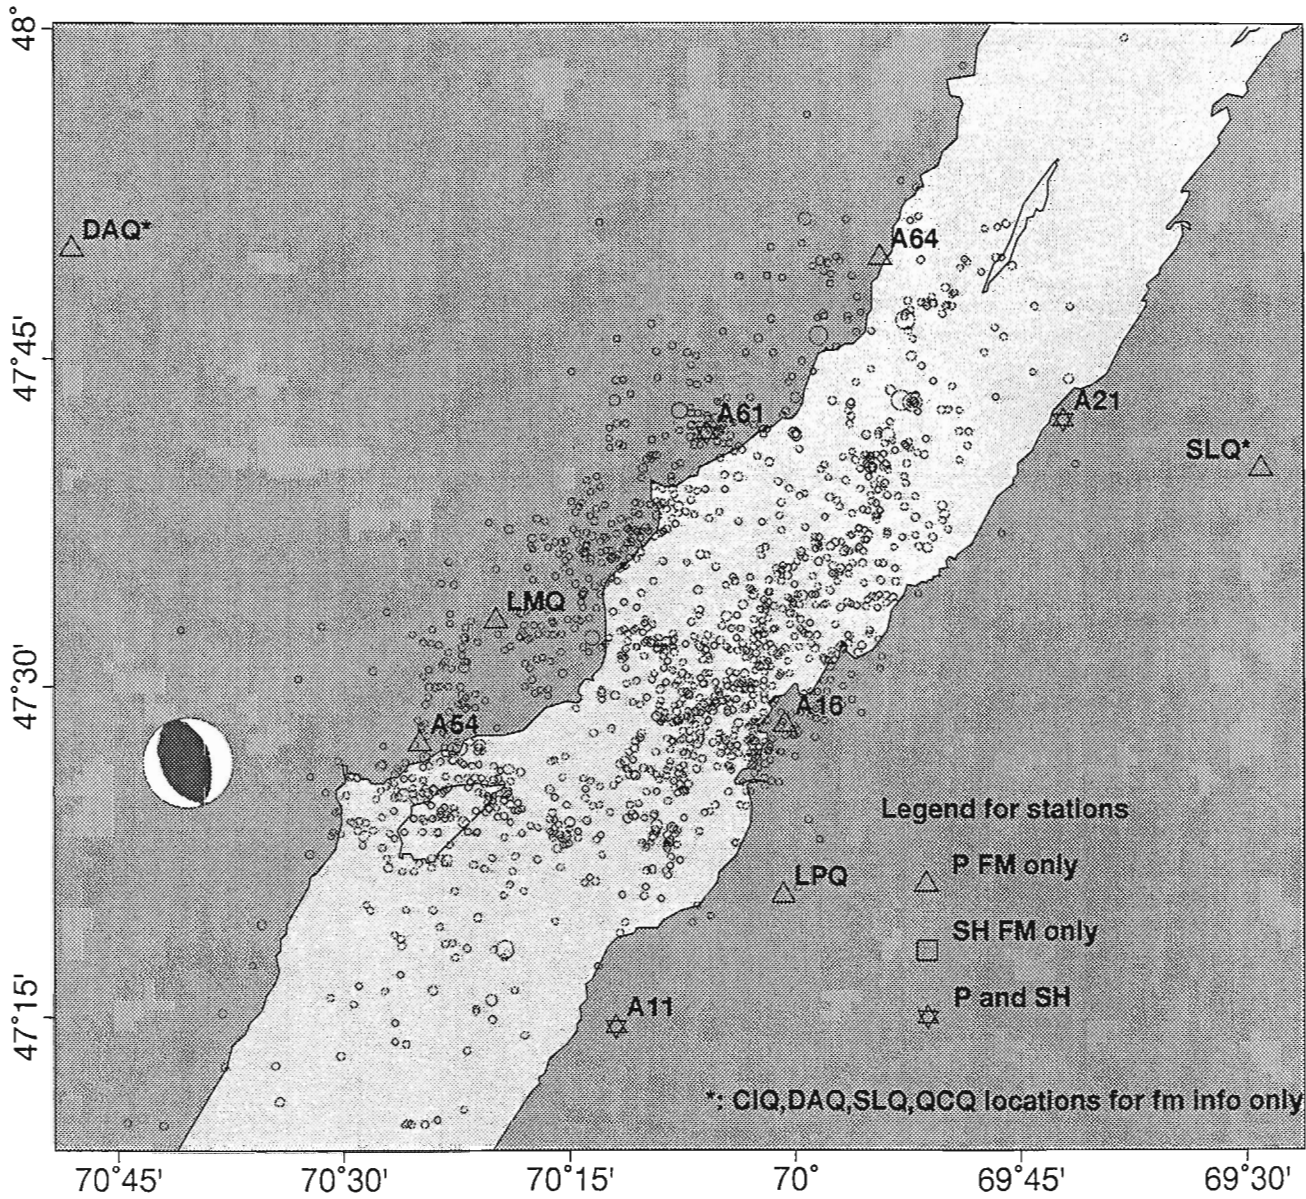 48°
DAQ*
A64
47°45'
A61
A21
SLQ*
LMQ
47°30'
A16
A54
Legend for stations
P FM only
LPQ
SH FM only
P and SH
47°15'
A11
*: CIQ,DAQ,SLQ,QCQ locations for fm info only
70°45'
70°30'
70°15'
70°
69°45'
69°30'